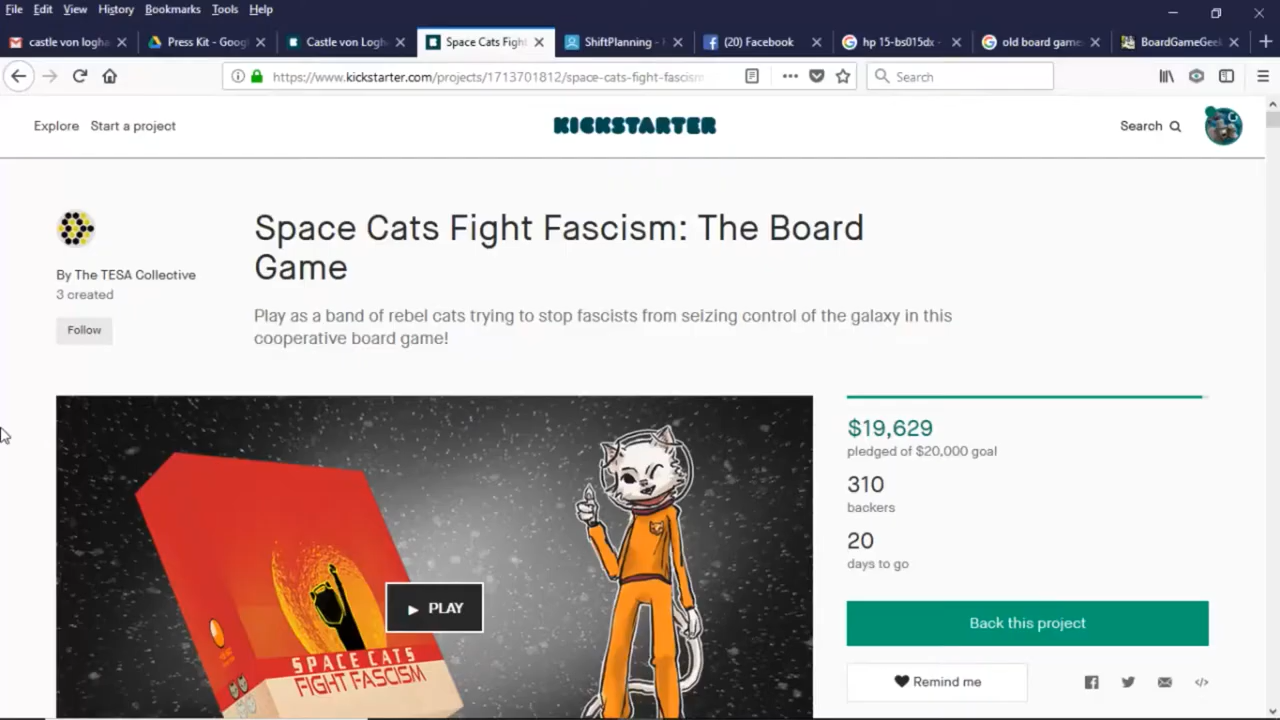 File Edit View History Bookmarks Tools Help
castle von logha
Press Kit - Goog
Castle von Logh
Space Cats Fight
ShiftPlanning -
(20) Facebook
hp 15-bs015dx -
old board game
BoardGameGeek
https://www.kickstarter.com/projects/1713701812/space-cats-fight-fascism
Search
Explore Start a project
KICKSTARTER
Search
Space Cats Fight Fascism: The Board
Game
By The TESA Collective
3 created
Follow
Play as a band of rebel cats trying to stop fascists from seizing control of the galaxy in this
cooperative board game!
PLAY
SPACE CATS
FIGHT FASCISM
$19,629
pledged of $20,000 goal
310
backers
20
days to go
Back this project
Remind me